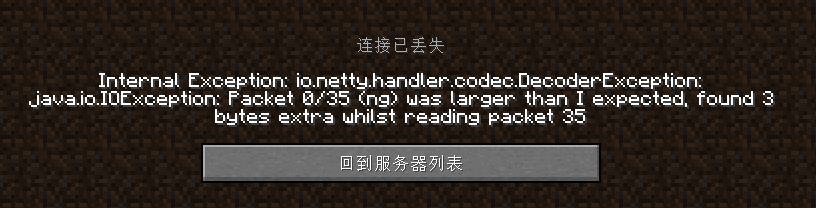 连接已丢失
Internal Exception: io.netty.handler.codec.DecoderException:
java.io.IOException: Packet 0/35 (ng) was larger than I expected, found 3
bytes extra whilst reading packet 35
回到服务器列表